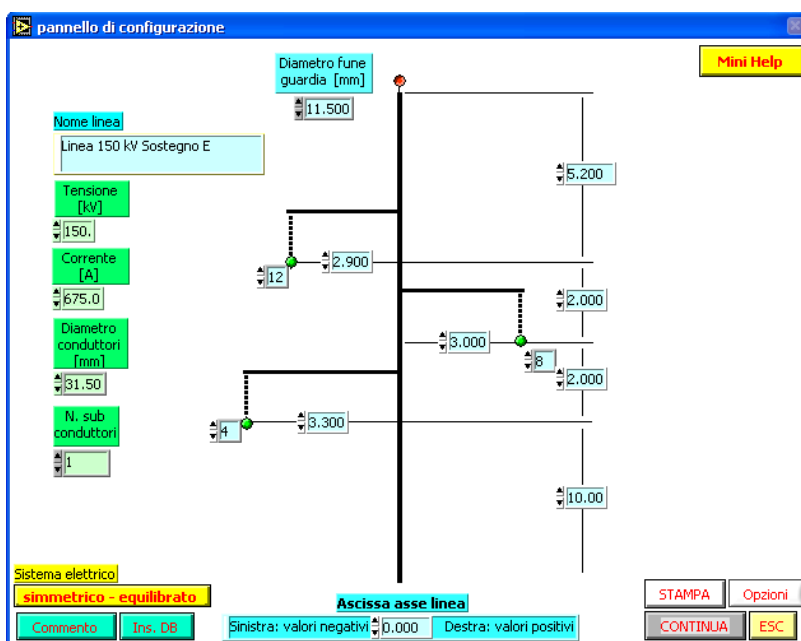 pannello di configurazione
Diametro fune
guardia [mm]
11.500
Mini Help
Nome linea
Linea 150 kV Sostegno E
5.200
Tensione
[kV]
150.
12
2.900
Corrente
[A]
675.0
2.000
3.000
8
Diametro
conduttori
[mm]
31.50
2.000
N. sub
conduttori
1
4
3.300
10.00
Sistema elettrico
simmetrico - equilibrato
Commento
Ins. DB
Ascissa asse linea
Sinistra: valori negativi
0.000
Destra: valori positivi
STAMPA
Opzioni
CONTINUA
ESC